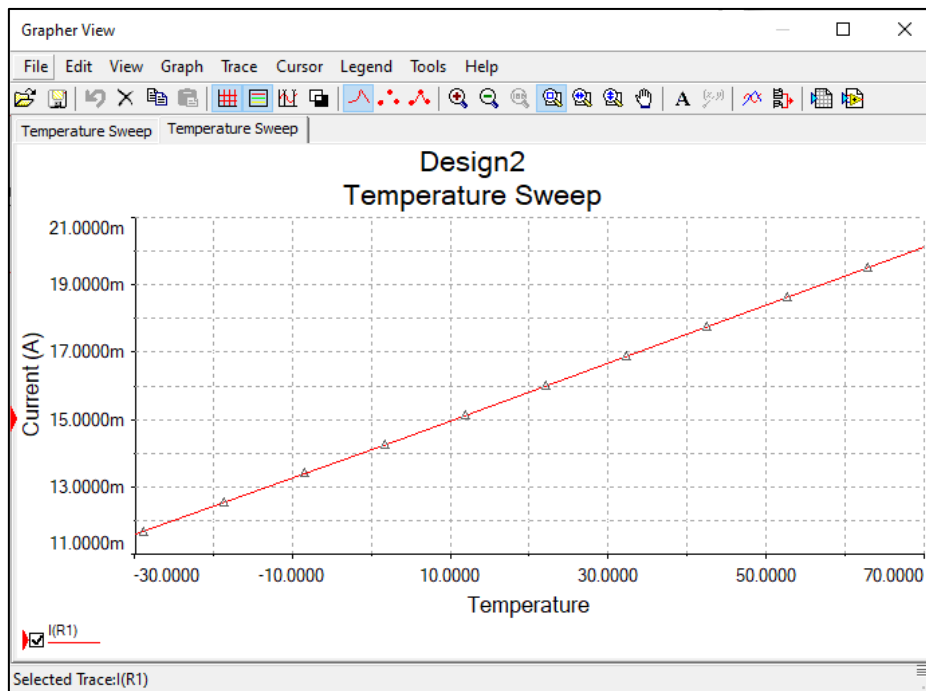 Grapher View
File Edit View Graph Trace Cursor Legend Tools Help
A (x,y)
Temperature Sweep Temperature Sweep
Design2
Temperature Sweep
21.0000m
19.0000m
17.0000m
15.0000m
13.0000m
11.0000m
Current (A)
-30.0000 -10.0000 10.0000 30.0000 50.0000 70.0000
Temperature
I(R1)
Selected Trace:I(R1)